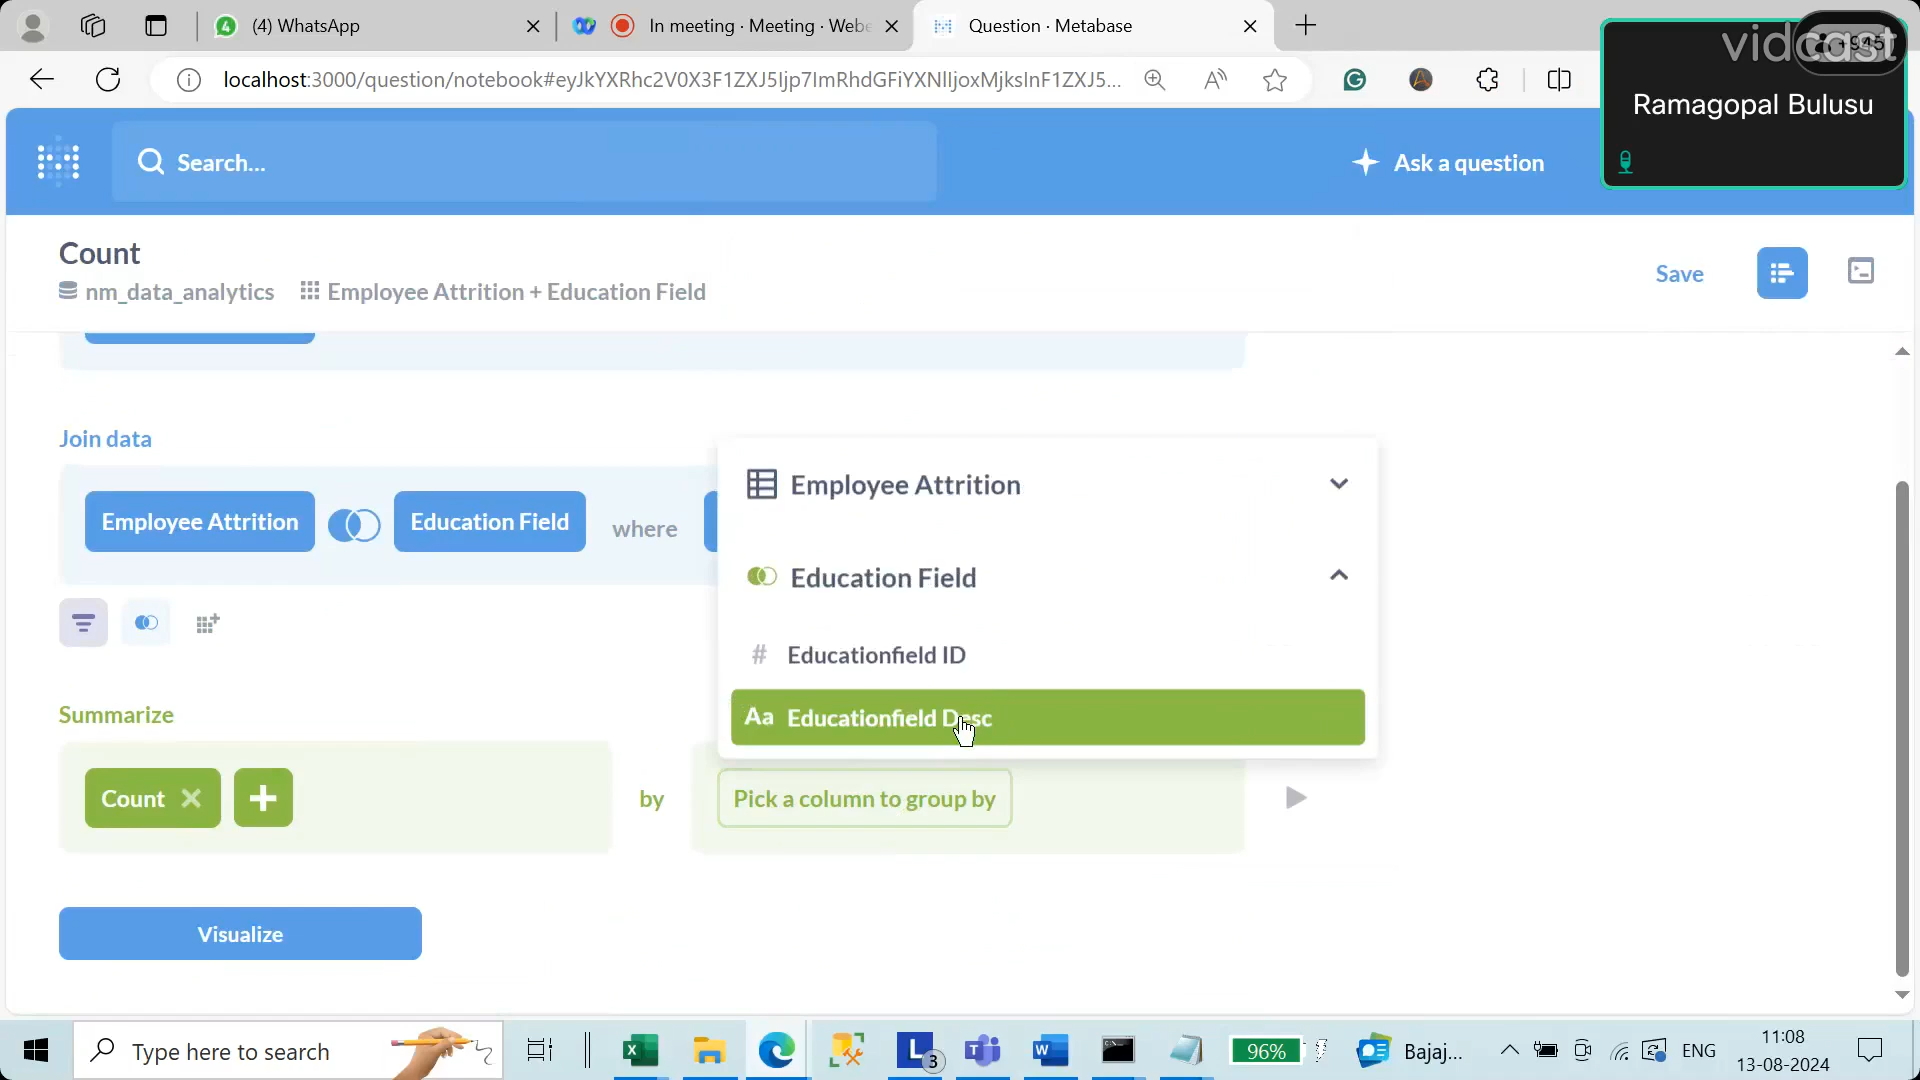 (4) WhatsApp
In meeting · Meeting · Webe
Question · Metabase
vidcast
localhost:3000/question/notebook#eyJkYXRhc2V0X3F1ZXJ5Ijp7ImRhdGFiYXNlIjoxMjksInF1ZXJ5...
Ramagopal Bulusu
Search...
Ask a question
Count
nm_data_analytics
Employee Attrition + Education Field
Save
Join data
Employee Attrition
Education Field
where
Employee Attrition
Education Field
# Educationfield ID
Aa Educationfield Desc
Summarize
Count
by
Pick a column to group by
Visualize
Type here to search
3
96%
Bajaj...
ENG
11:08
13-08-2024